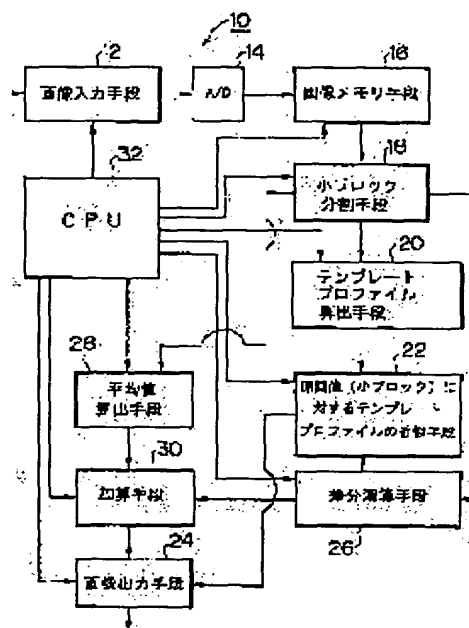 10
2
画像入力手段
14
A/D
16
画像メモリ手段
32
CPU
18
小ブロック
分割手段
20
テンプレート
プロファイル
算出手段
28
平均値
算出手段
22
(小ブロック)に
対するテンプレート
プロファイルの近似手段
30
加算手段
差分演算手段
26
24
画像出力手段